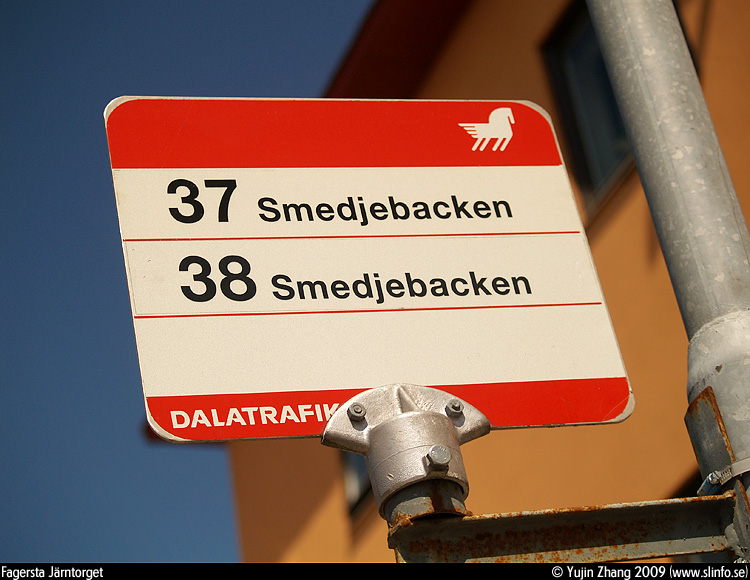 37 Smedjebacken
38 Smedjebacken
DALATRAFIK
Fagersta Järntorget
© Yujin Zhang 2009 (www.slinfo.se)